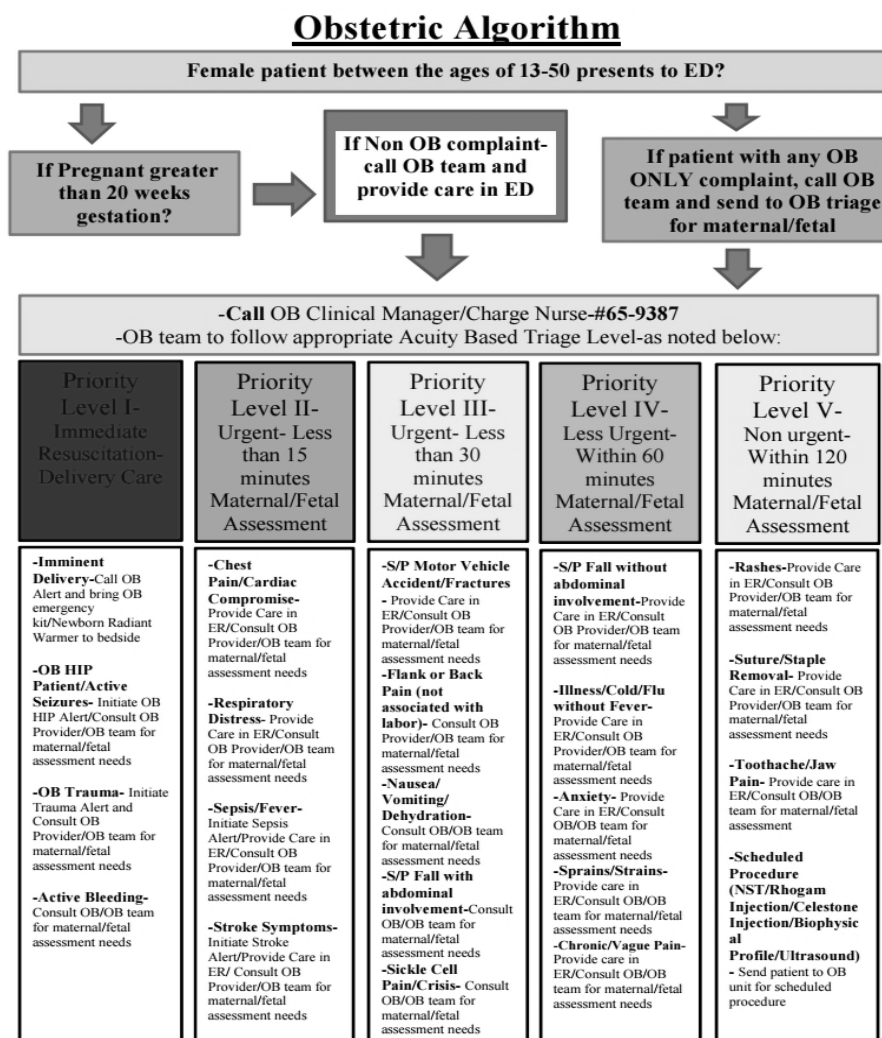 Obstetric Algorithm
Female patient between the ages of 13-50 presents to ED?
If Pregnant greater
than 20 weeks
gestation?
If Non OB complaint-
call OB team and
provide care in ED
If patient with any OB
ONLY complaint, call OB
team and send to OB triage
for maternal/fetal
-Call OB Clinical Manager/Charge Nurse-#65-9387
-OB team to follow appropriate Acuity Based Triage Level-as noted below:
Priority
Level I-
Immediate
Resuscitation-
Delivery Care
Priority
Level II-
Urgent- Less
than 15
minutes
Maternal/Fetal
Assessment
Priority
Level III-
Urgent- Less
than 30
minutes
Maternal/Fetal
Assessment
Priority
Level IV-
Less Urgent-
Within 60
minutes
Maternal/Fetal
Assessment
Priority
Level V-
Non urgent-
Within 120
minutes
Maternal/Fetal
Assessment
-Imminent
Delivery-Call OB
Alert and bring OB
emergency
kit/Newborn Radiant
Warmer to bedside
-OB HIP
Patient/Active
Seizures- Initiate OB
HIP Alert/Consult OB
Provider/OB team for
maternal/fetal
assessment needs
-OB Trauma- Initiate
Trauma Alert and
Consult OB
Provider/OB team for
maternal/fetal
assessment needs
-Active Bleeding-
Consult OB/OB team
for maternal/fetal
assessment needs
-Chest
Pain/Cardiac
Compromise-
Provide Care in
ER/Consult OB
Provider/OB team for
maternal/fetal
assessment needs
-Respiratory
Distress- Provide
Care in ER/Consult
OB Provider/OB team
for maternal/fetal
assessment needs
-Sepsis/Fever-
Initiate Sepsis
Alert/Provide Care in
ER/Consult OB
Provider/OB team for
maternal/fetal
assessment needs
-Stroke Symptoms-
Initiate Stroke
Alert/Provide Care in
ER/ Consult OB
Provider/OB team for
maternal/fetal
assessment needs
-S/P Motor Vehicle
Accident/Fractures
- Provide Care in
ER/Consult OB
Provider/OB team for
maternal/fetal
assessment needs
-Flank or Back
Pain (not
associated with
labor)- Consult OB
Provider/OB team for
maternal/fetal
assessment needs
-Nausea/
Vomiting/
Dehydration-
Consult OB/OB team
for maternal/fetal
assessment needs
-S/P Fall with
abdominal
involvement-Consult
OB/OB team for
maternal/fetal
assessment needs
-Sickle Cell
Pain/Crisis- Consult
OB/OB team for
maternal/fetal
assessment needs
-S/P Fall without
abdominal
involvement-Provide
Care in ER/Consult
OB Provider/OB team
for maternal/fetal
assessment needs
-Illness/Cold/Flu
without Fever-
Provide Care in
ER/Consult OB
Provider/OB team for
maternal/fetal
assessment needs
-Anxiety- Provide
Care in ER/Consult
OB/OB team for
maternal/fetal
assessment needs
-Sprains/Strains-
Provide care in
ER/Consult OB/OB
team for maternal/fetal
assessment needs
-Chronic/Vague Pain-
Provide care in
ER/Consult OB/OB
team for maternal/fetal
assessment needs
-Rashes-Provide Care
in ER/Consult OB
Provider/OB team for
maternal/fetal
assessment needs
-Suture/Staple
Removal- Provide
Care in ER/Consult OB
Provider/OB team for
maternal/fetal
assessment needs
-Toothache/Jaw
Pain- Provide care in
ER/Consult OB/OB
team for maternal/fetal
assessment
-Scheduled
Procedure
(NST/Rhogam
Injection/Celestone
Injection/Biophysic
al
Profile/Ultrasound)
- Send patient to OB
unit for scheduled
procedure